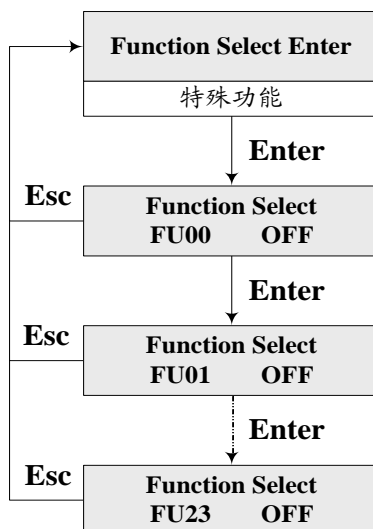 Function Select Enter
特殊功能
Enter
Esc
Function Select
FU00 OFF
Enter
Esc
Function Select
FU01 OFF
Enter
Esc
Function Select
FU23 OFF